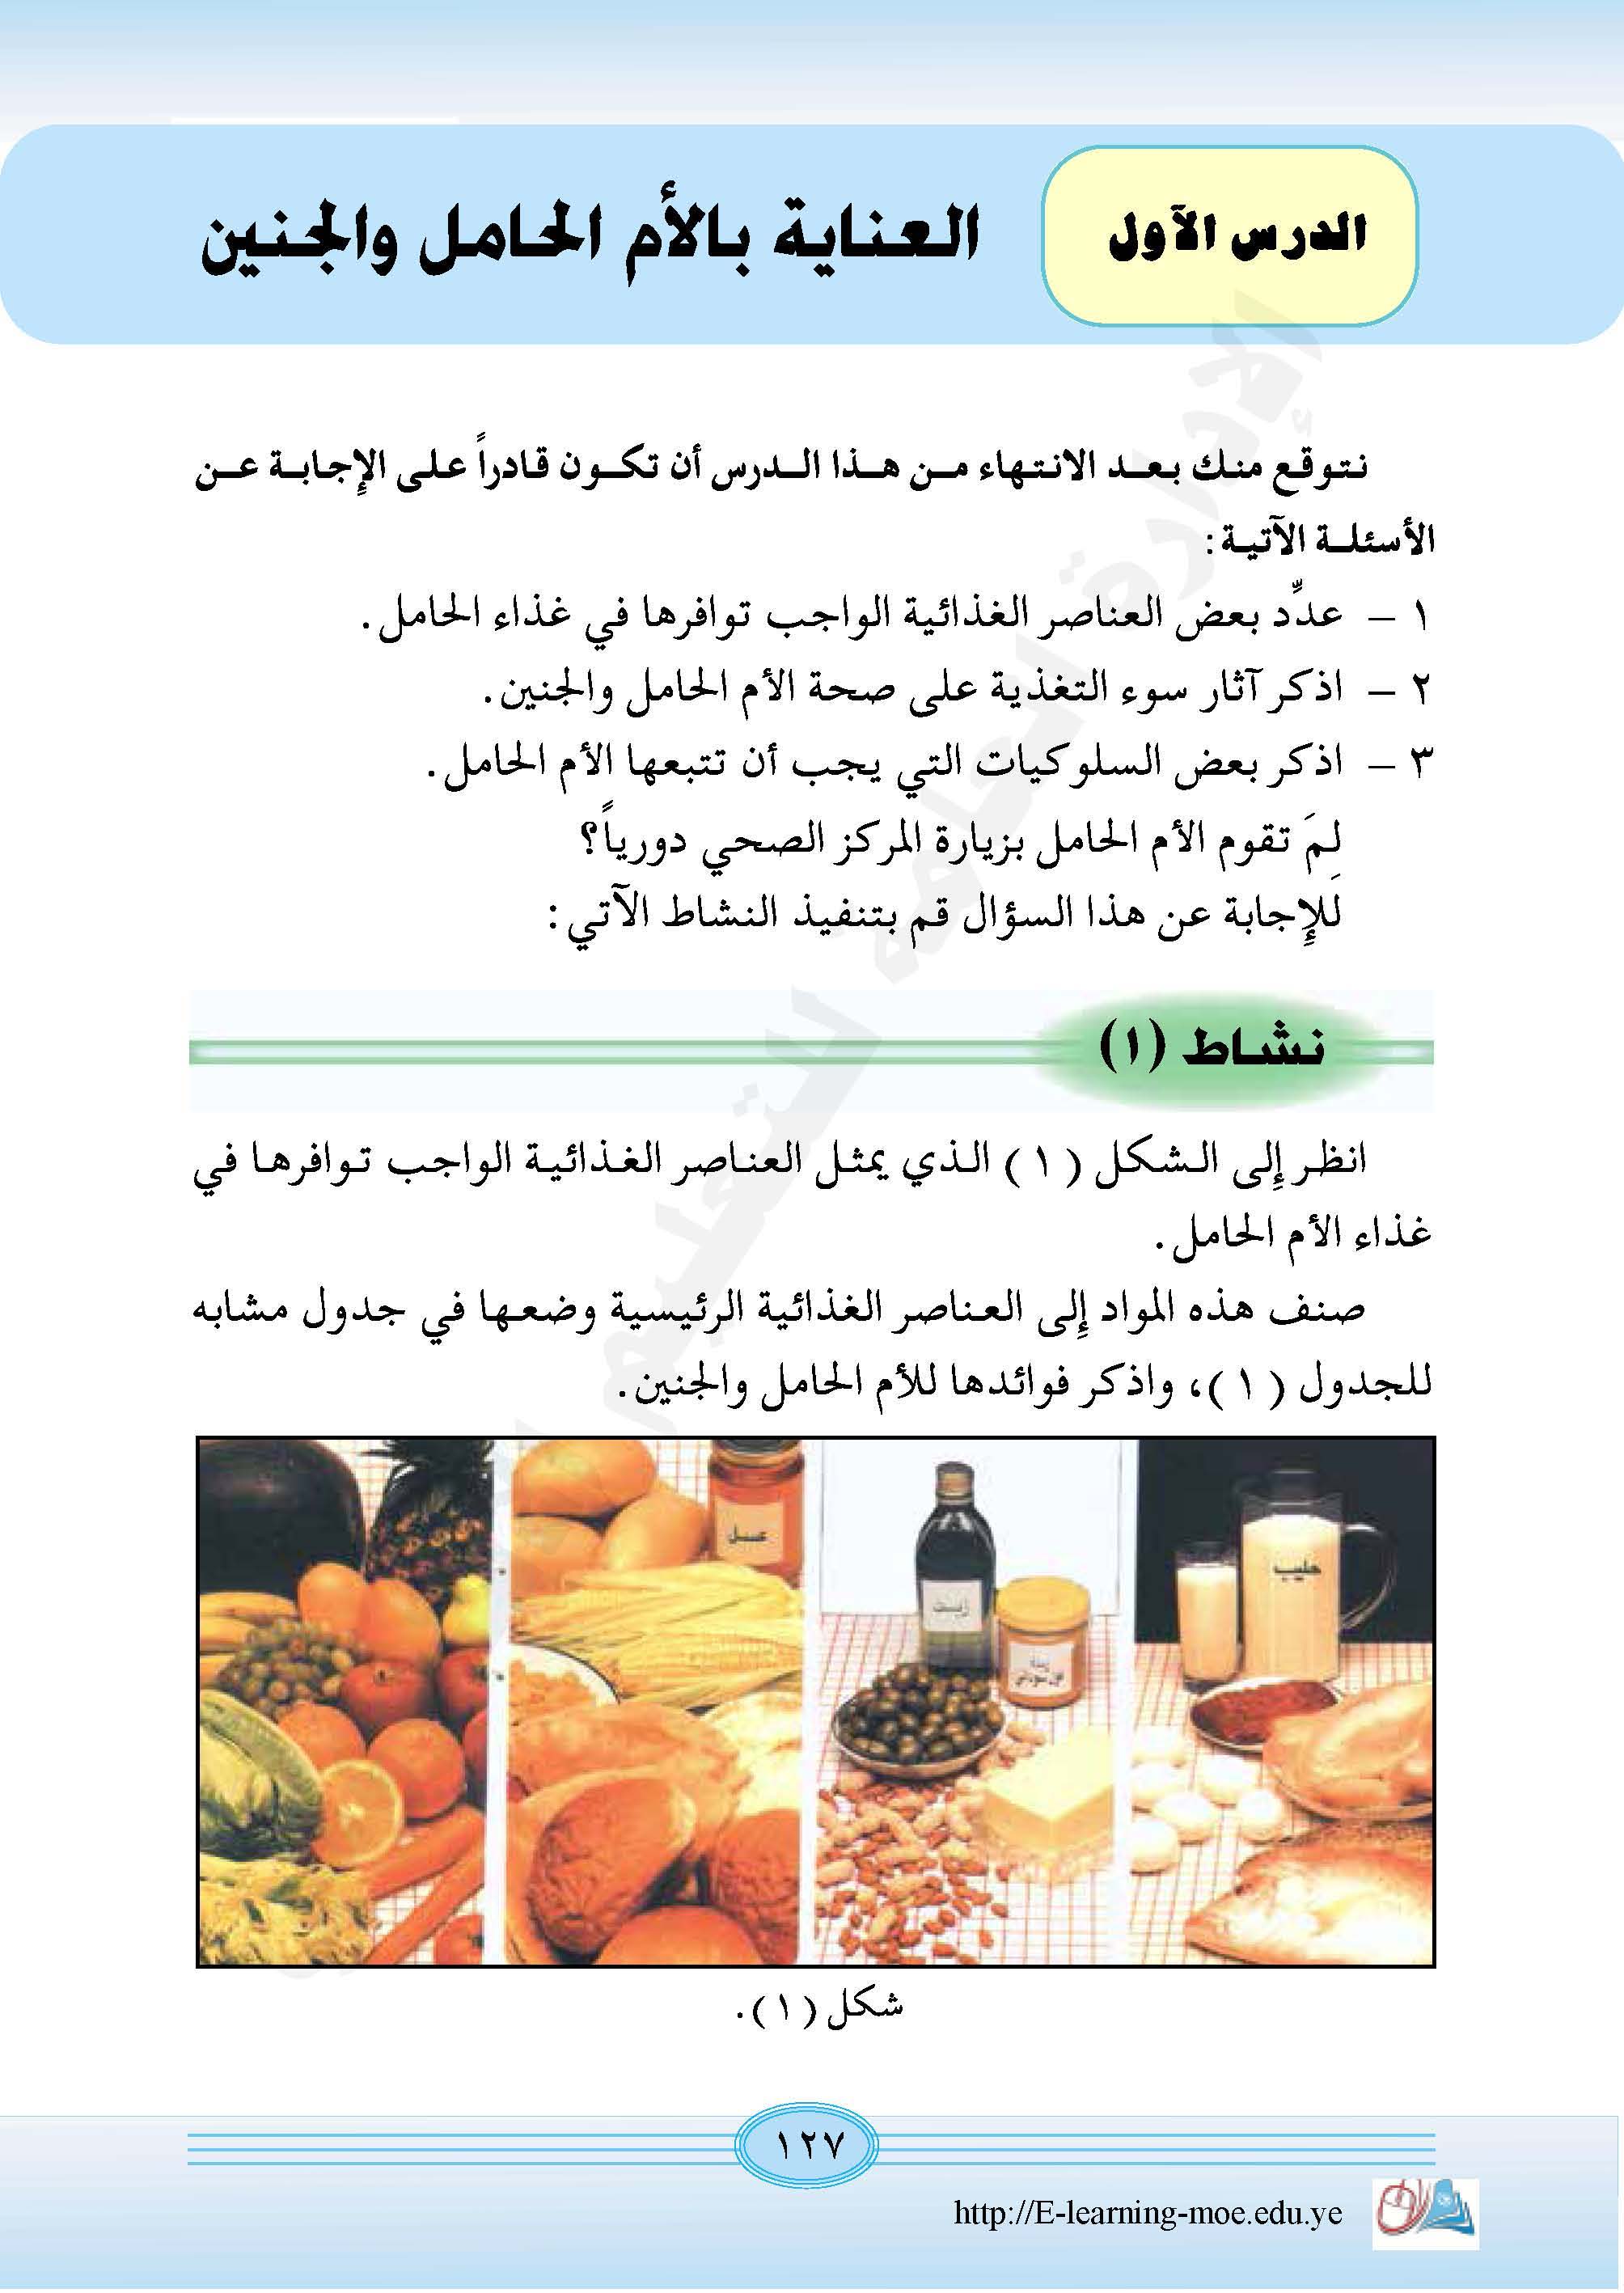 الدرس الأول
العناية بالأم الحامل والجنين
نتوقع منك بعد الانتهاء من هذا الدرس أن تكون قادراً على الإجابة عن
الأسئلة الآتية:
١ – عدِّد بعض العناصر الغذائية الواجب توافرها في غذاء الحامل.
٢ – اذكر آثار سوء التغذية على صحة الأم الحامل والجنين.
٣ – اذكر بعض السلوكيات التي يجب أن تتبعها الأم الحامل.
لِمَ تقوم الأم الحامل بزيارة المركز الصحي دورياً؟
للإجابة عن هذا السؤال قم بتنفيذ النشاط الآتي:
نشاط (١)
انظر إلى الشكل (١) الذي يمثل العناصر الغذائية الواجب توافرها في
غذاء الأم الحامل.
صنف هذه المواد إلى العناصر الغذائية الرئيسية وضعها في جدول مشابه
للجدول (١)، واذكر فوائدها للأم الحامل والجنين.
عسل
زيت
حليب
شكل (١).
١٢٧
http://E-learning-moe.edu.ye